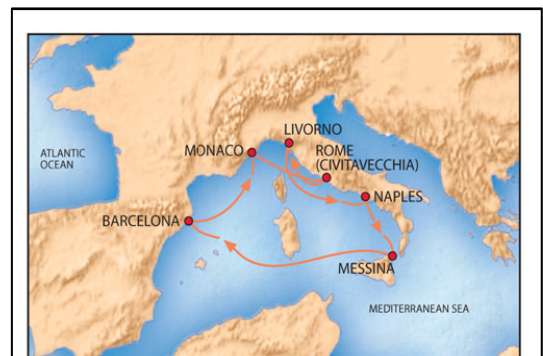 LIVORNO
MONACO
ROME
(CIVITAVECCHIA)
ATLANTIC
OCEAN
NAPLES
BARCELONA
MESSINA
MEDITERRANEAN SEA